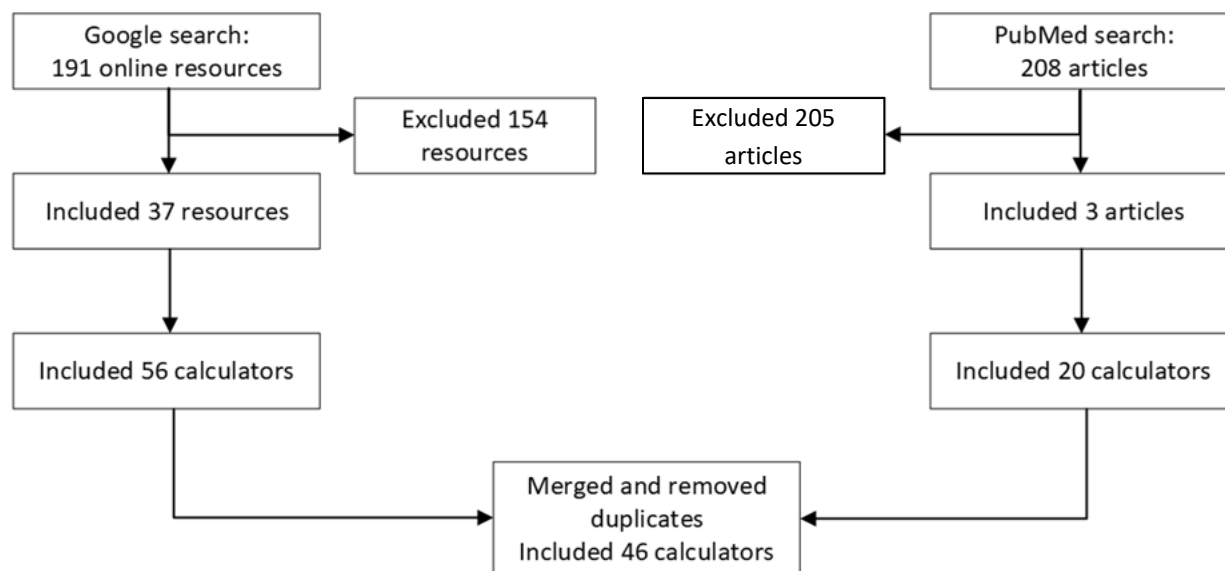 Google search:
191 online resources
PubMed search:
208 articles
Excluded 154
resources
Excluded 205
articles
Included 37 resources
Included 3 articles
Included 56 calculators
Included 20 calculators
Merged and removed
duplicates
Included 46 calculators